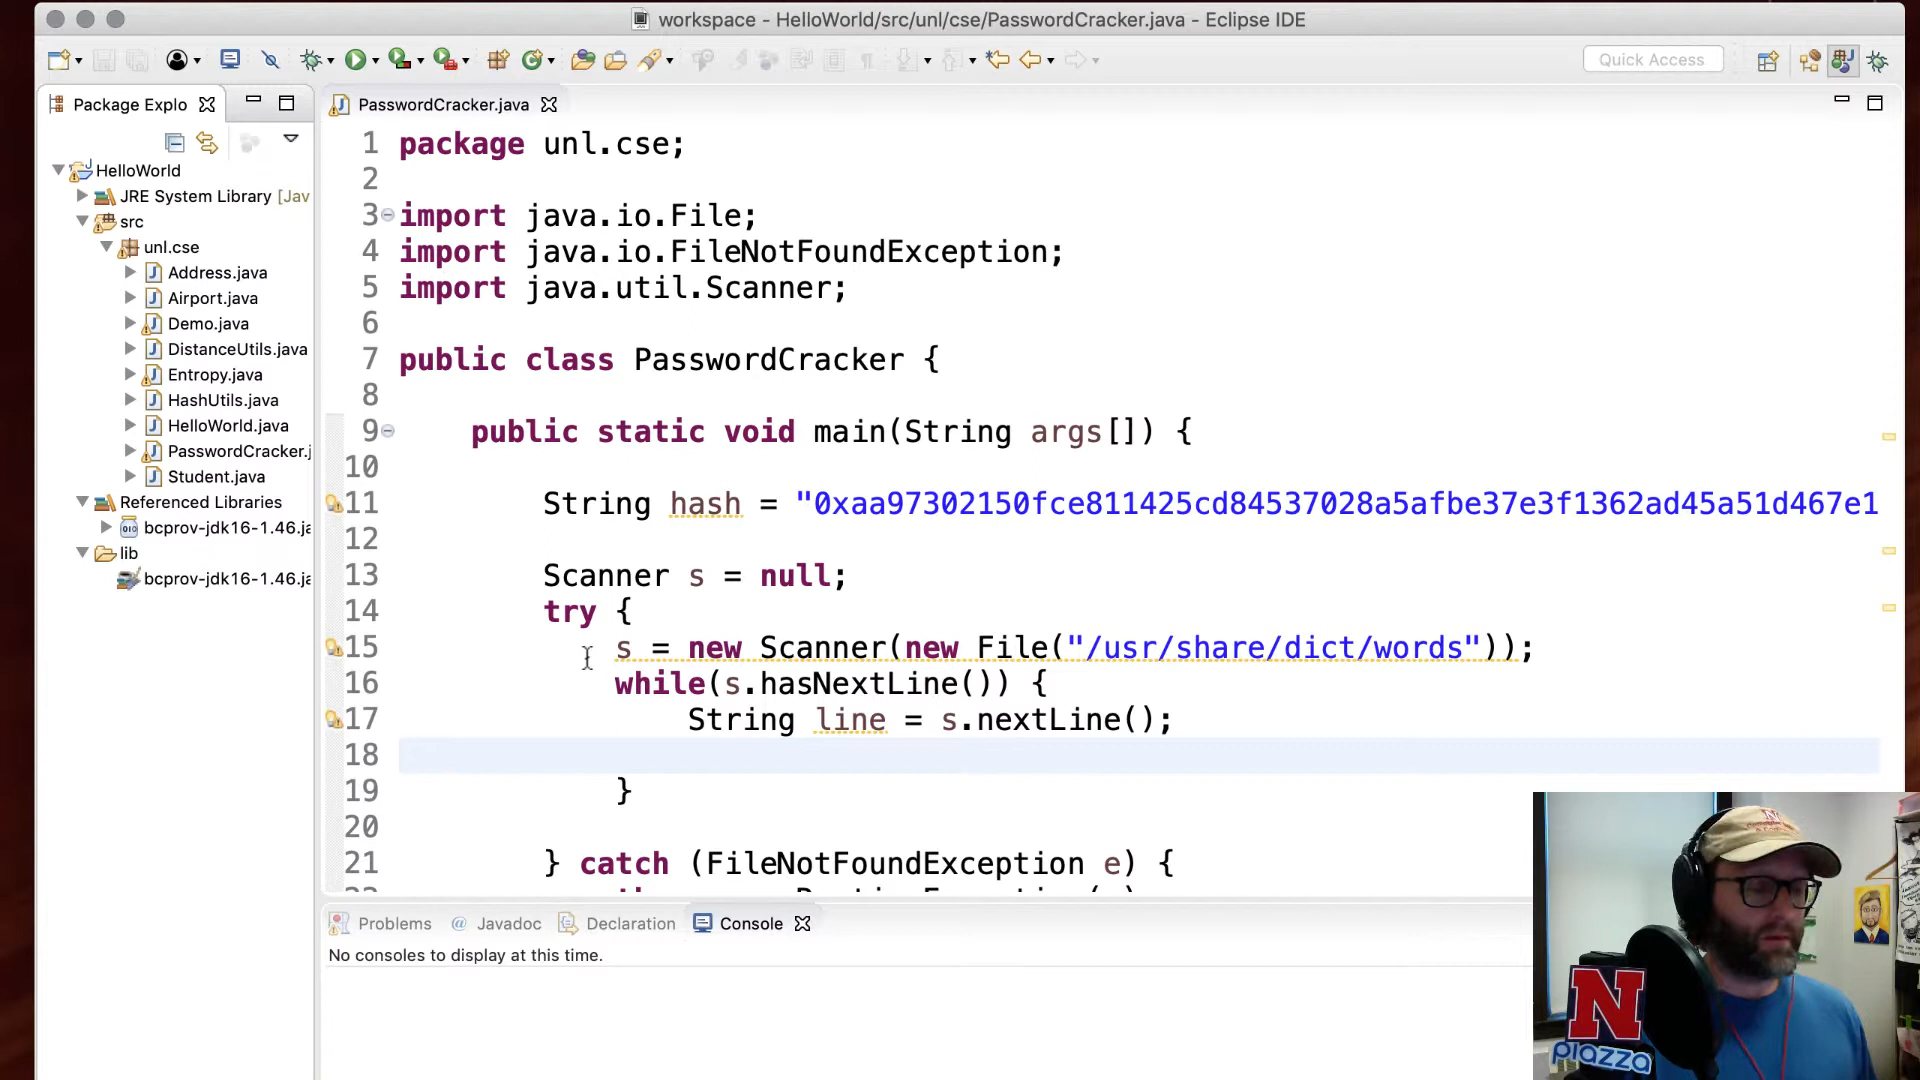 workspace - HelloWorld/src/unl/cse/PasswordCracker.java - Eclipse IDE
Quick Access
Package Explo
HelloWorld
JRE System Library [Jav
src
unl.cse
Address.java
Airport.java
Demo.java
DistanceUtils.java
Entropy.java
HashUtils.java
HelloWorld.java
PasswordCracker.j
Student.java
Referenced Libraries
bcprov-jdk16-1.46.ja
lib
bcprov-jdk16-1.46.ja
PasswordCracker.java
1 package unl.cse;
2
3 import java.io.File;
4 import java.io.FileNotFoundException;
5 import java.util.Scanner;
6
7 public class PasswordCracker {
8
9 public static void main(String args[]) {
10
11 String hash = "0xaa97302150fce811425cd84537028a5afbe37e3f1362ad45a51d467e1
12
13 Scanner s = null;
14 try {
15 s = new Scanner(new File("/usr/share/dict/words"));
16 while(s.hasNextLine()) {
17 String line = s.nextLine();
18
19 }
20
21 } catch (FileNotFoundException e) {
Problems @ Javadoc Declaration Console
No consoles to display at this time.
N
N
piazza